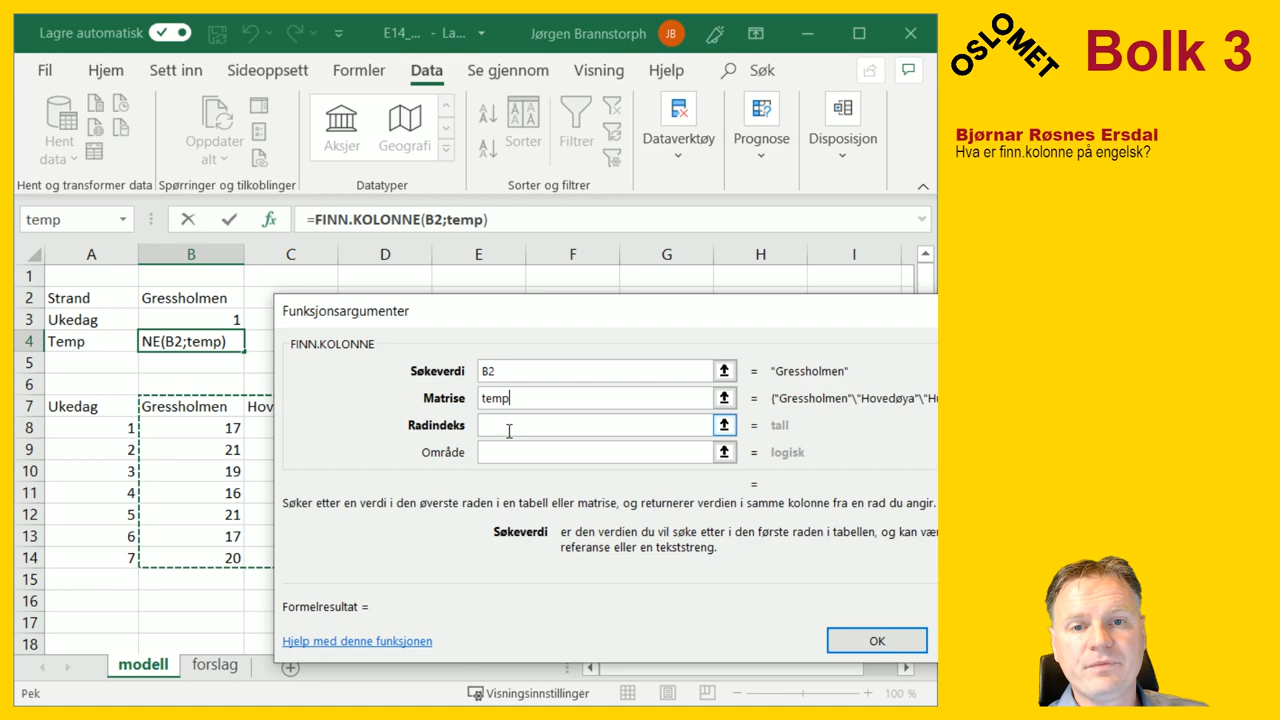 Lagre automatisk
E14_... - La...
Jørgen Brannstorph
JB
OSLOMET
Bolk 3
Fil Hjem Sett inn Sideoppsett Formler Data Se gjennom Visning Hjelp Søk
Hent data
Oppdater alt
Aksjer
Geografi
Sorter
Filtrer
Dataverktøy
Prognose
Disposjon
Hent og transformer data
Spørringer og tilkoblinger
Datatyper
Sorter og filtrer
Bjørnar Røsnes Ersdal
Hva er finn.kolonne på engelsk?
temp
fx
=FINN.KOLONNE(B2;temp)
A B C D E F G H I
1
2 Strand Gressholmen
3 Ukedag 1
4 Temp NE(B2;temp)
5
6
7 Ukedag Gressholmen Hov
8 1 17
9 2 21
10 3 19
11 4 16
12 5 21
13 6 17
14 7 20
15
16
17
18
Funksjonsargumenter
FINN.KOLONNE
Søkeverdi B2 = "Gressholmen"
Matrise temp = {"Gressholmen"\"Hovedøya"\"Hu
Radindeks = tall
Område = logisk
=
Søker etter en verdi i den øverste raden i en tabell eller matrise, og returnerer verdien i samme kolonne fra en rad du angir.
Søkeverdi er den verdien du vil søke etter i den første raden i tabellen, og kan vær
referanse eller en tekststreng.
Formelresultat =
Hjelp med denne funksjonen
OK
modell forslag
Pek
Visningsinnstillinger
100 %